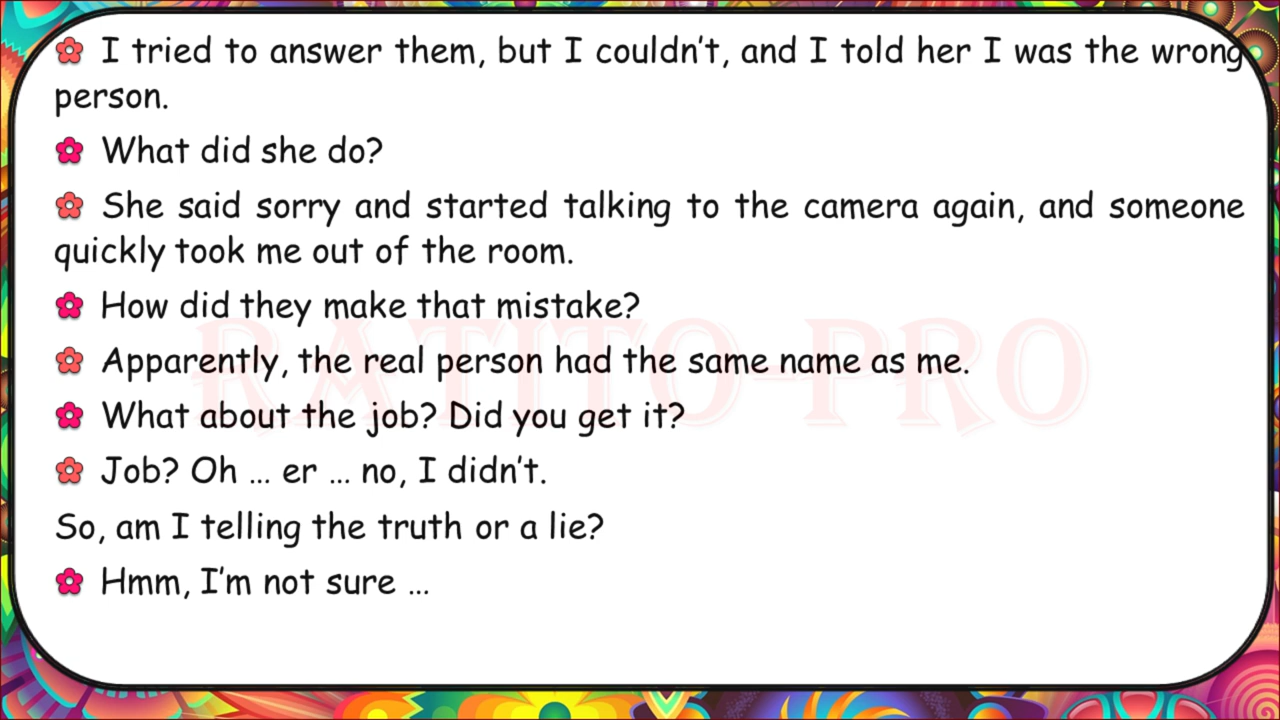 I tried to answer them, but I couldn't, and I told her I was the wrong
person.
What did she do?
She said sorry and started talking to the camera again, and someone
quickly took me out of the room.
How did they make that mistake?
RATITO-PRO
Apparently, the real person had the same name as me.
What about the job? Did you get it?
Job? Oh … er … no, I didn't.
So, am I telling the truth or a lie?
Hmm, I'm not sure …